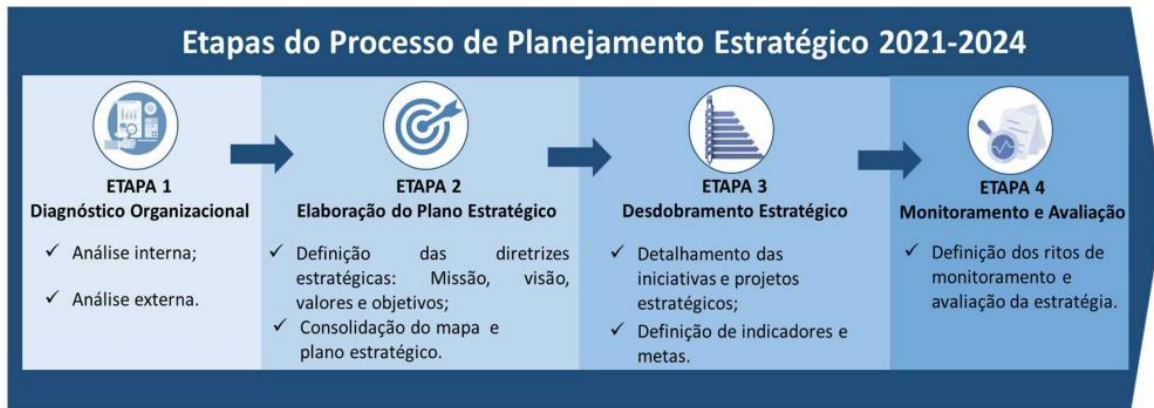 Etapas do Processo de Planejamento Estratégico 2021-2024
ETAPA 1
Diagnóstico Organizacional
✓ Análise interna;
✓ Análise externa.
ETAPA 2
Elaboração do Plano Estratégico
✓ Definição das diretrizes
estratégicas: Missão, visão,
valores e objetivos;
✓ Consolidação do mapa e
plano estratégico.
ETAPA 3
Desdobramento Estratégico
✓ Detalhamento das
iniciativas e projetos
estratégicos;
✓ Definição de indicadores e
metas.
ETAPA 4
Monitoramento e Avaliação
✓ Definição dos ritos de
monitoramento e
avaliação da estratégia.